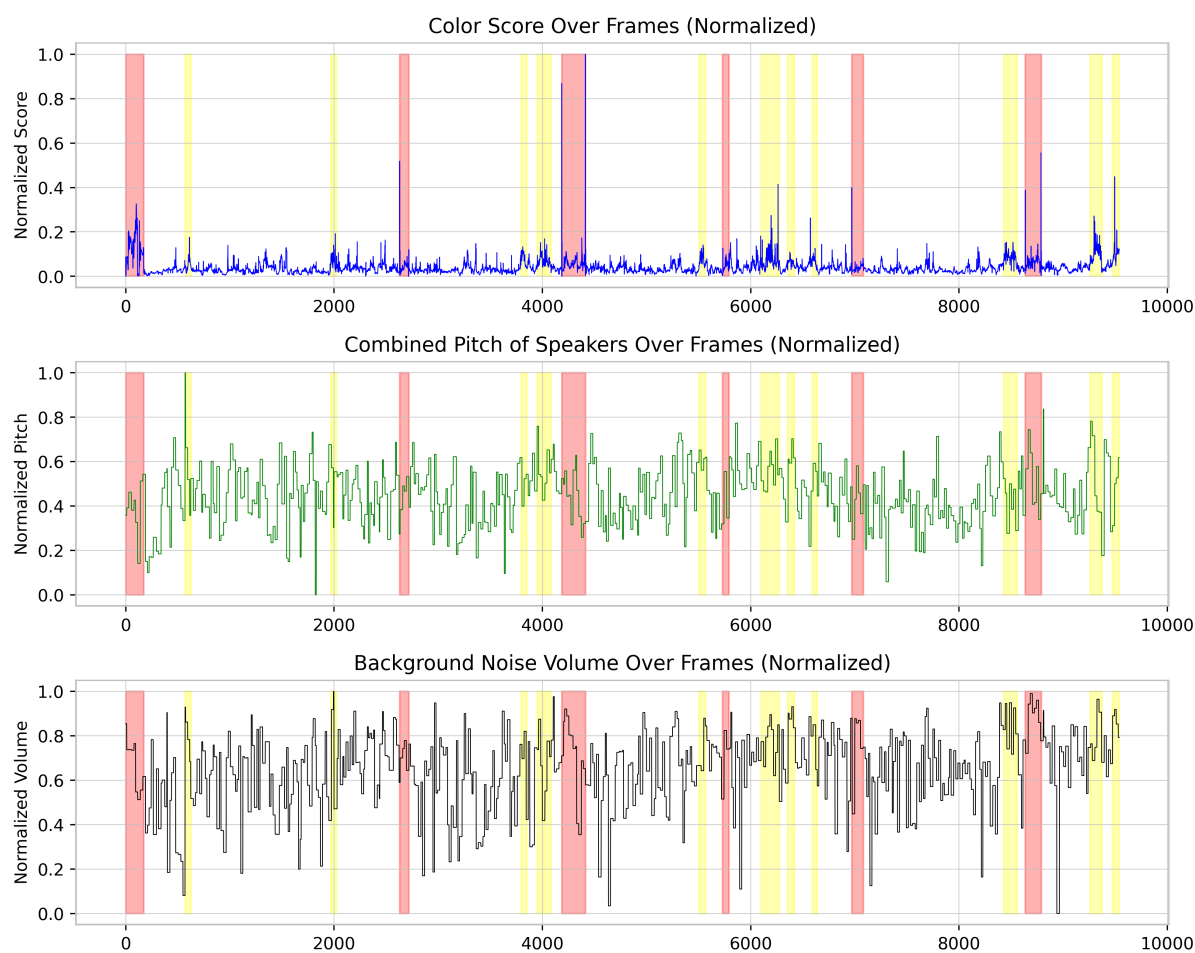 Color Score Over Frames (Normalized)
Normalized Score
1.0
0.8
0.6
0.4
0.2
0.0
0 2000 4000 6000 8000 10000
Combined Pitch of Speakers Over Frames (Normalized)
Normalized Pitch
1.0
0.8
0.6
0.4
0.2
0.0
0 2000 4000 6000 8000 10000
Background Noise Volume Over Frames (Normalized)
Normalized Volume
1.0
0.8
0.6
0.4
0.2
0.0
0 2000 4000 6000 8000 10000